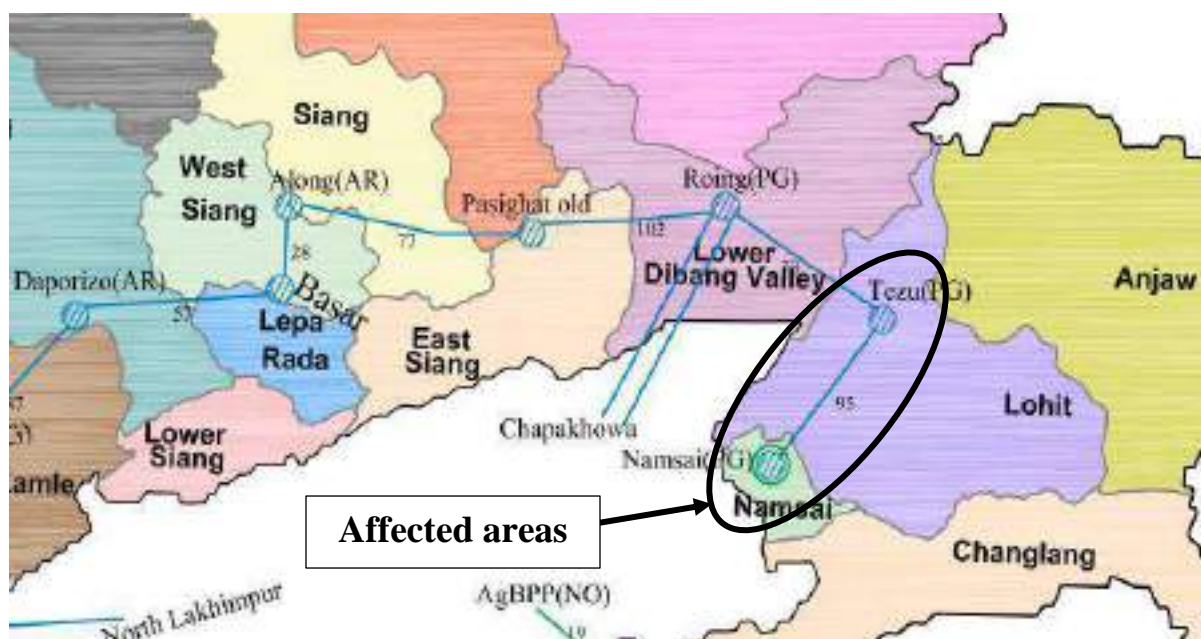 Siang
West
Siang
Along(AR)
Pasighat old
Roing(PG)
77
102
28
Lower
Dibang Valley
Anjaw
Daporizo(AR)
Basar
Tezu(PG)
Lepa
Rada
East
Siang
95
Lohit
Chapakhowa
Lower
Siang
Namsai(PG)
Namsai
Affected areas
Changlang
AgBPP(NO)
19
North Lakhimpur